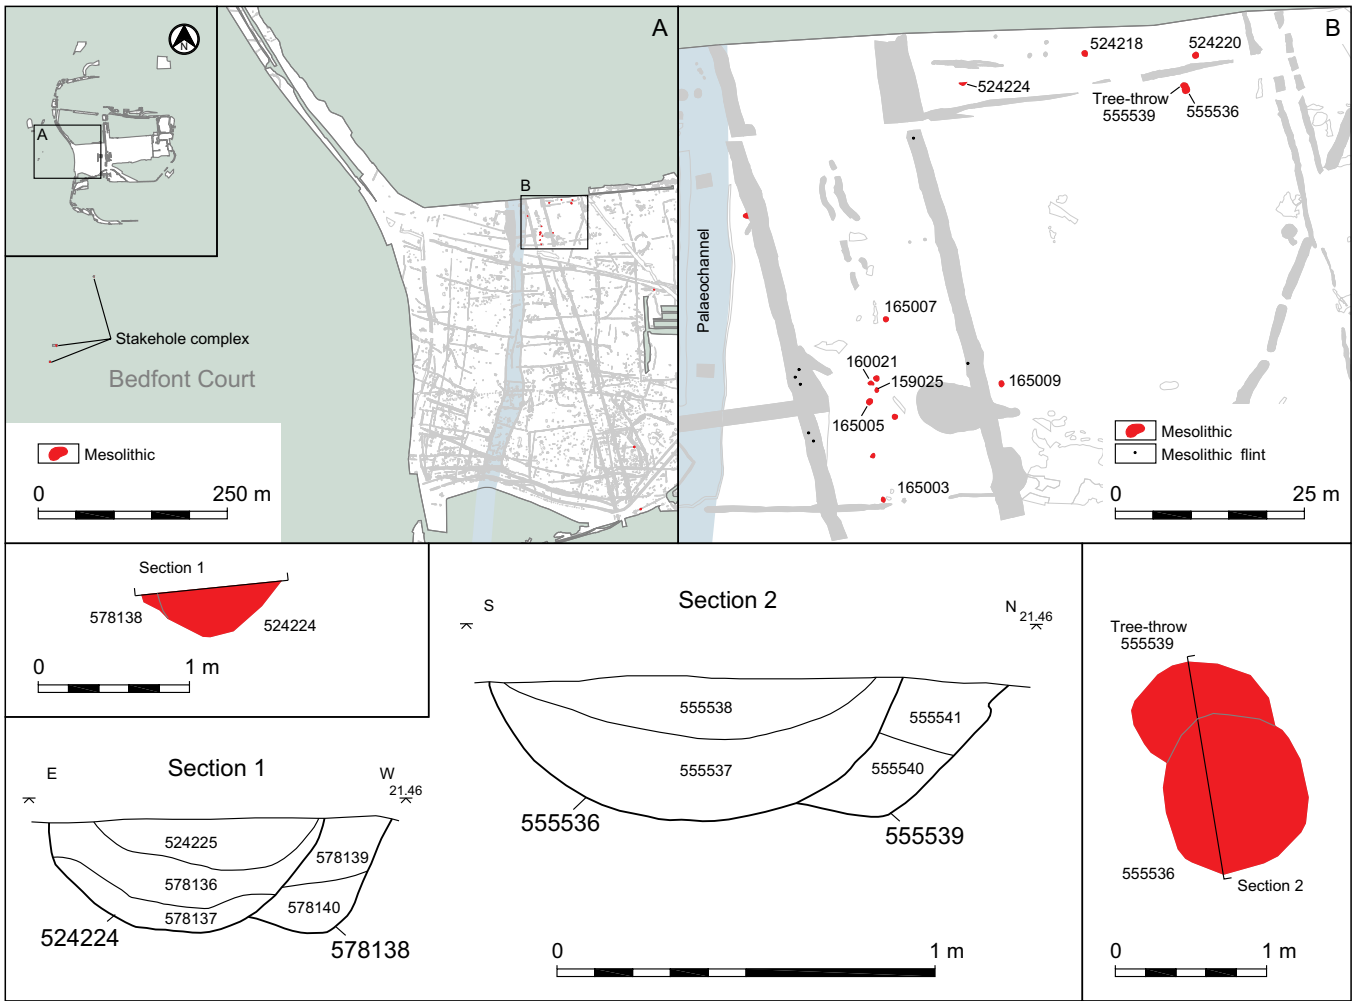 N
A
A
B
Stakehole complex
Bedfont Court
Mesolithic
0 250 m
B
524218
524220
524224
Tree-throw
555539
555536
Palaeochannel
165007
160021
159025
165009
165005
165003
Mesolithic
Mesolithic flint
0 25 m
Section 1
578138
524224
0 1 m
Section 1
E
W
21.46
524225
578139
578136
578140
578137
524224
578138
Section 2
S
N
21.46
555538
555541
555537
555540
555536
555539
0 1 m
Tree-throw
555539
555536
Section 2
0 1 m